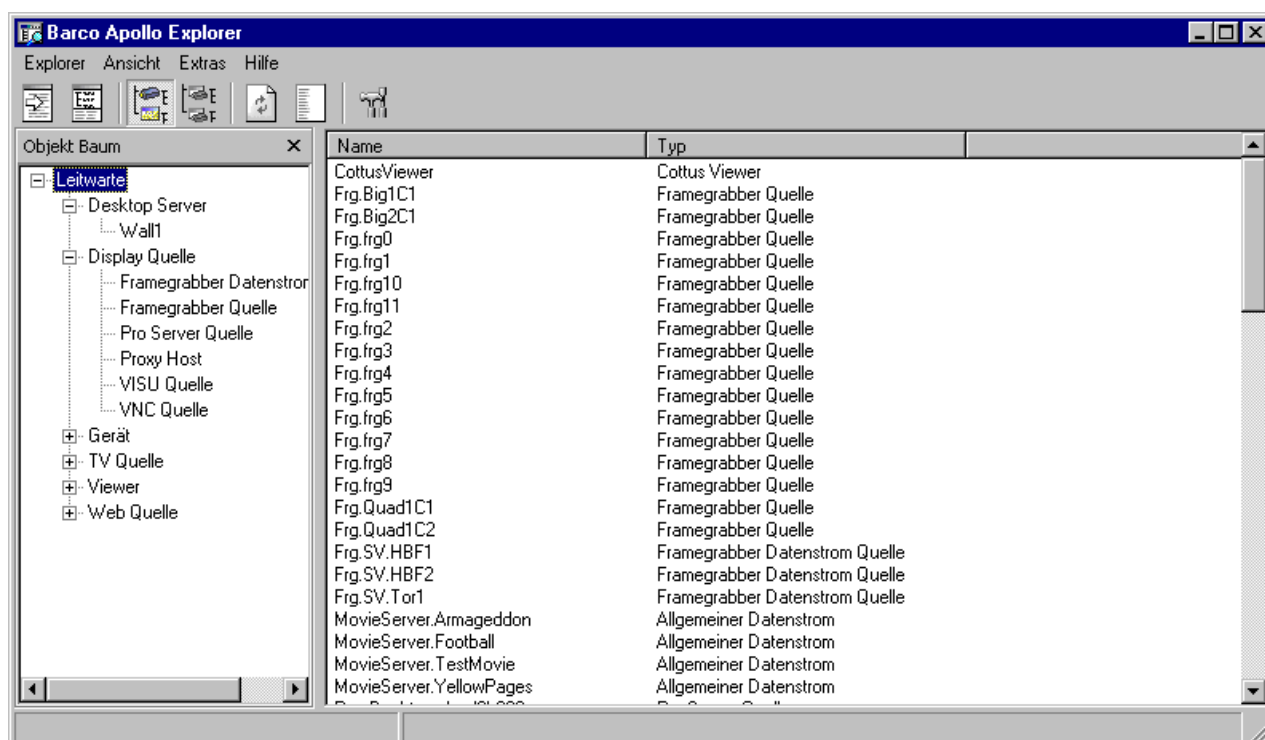 Barco Apollo Explorer
Explorer Ansicht Extras Hilfe
Objekt Baum
Leitwarte
Desktop Server
Wall1
Display Quelle
Framegrabber Datenstror
Framegrabber Quelle
Pro Server Quelle
Proxy Host
VISU Quelle
VNC Quelle
Gerät
TV Quelle
Viewer
Web Quelle
Name Typ
CottusViewer Cottus Viewer
Frg.Big1C1 Framegrabber Quelle
Frg.Big2C1 Framegrabber Quelle
Frg.frg0 Framegrabber Quelle
Frg.frg1 Framegrabber Quelle
Frg.frg10 Framegrabber Quelle
Frg.frg11 Framegrabber Quelle
Frg.frg2 Framegrabber Quelle
Frg.frg3 Framegrabber Quelle
Frg.frg4 Framegrabber Quelle
Frg.frg5 Framegrabber Quelle
Frg.frg6 Framegrabber Quelle
Frg.frg7 Framegrabber Quelle
Frg.frg8 Framegrabber Quelle
Frg.frg9 Framegrabber Quelle
Frg.Quad1C1 Framegrabber Quelle
Frg.Quad1C2 Framegrabber Quelle
Frg.SV.HBF1 Framegrabber Datenstrom Quelle
Frg.SV.HBF2 Framegrabber Datenstrom Quelle
Frg.SV.Tor1 Framegrabber Datenstrom Quelle
MovieServer.Armageddon Allgemeiner Datenstrom
MovieServer.Football Allgemeiner Datenstrom
MovieServer.TestMovie Allgemeiner Datenstrom
MovieServer.YellowPages Allgemeiner Datenstrom